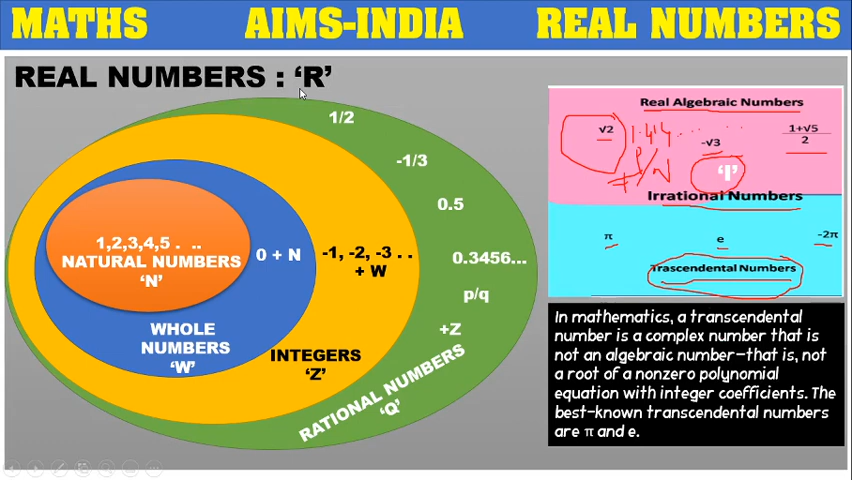 MATHS AIMS-INDIA REAL NUMBERS
REAL NUMBERS : ‘R’
1/2
-1/3
0.5
0.3456...
p/q
+Z
RATIONAL NUMBERS
‘Q’
-1, -2, -3 . .
+ W
INTEGERS
‘Z’
0 + N
WHOLE
NUMBERS
‘W’
1,2,3,4,5 . ..
NATURAL NUMBERS
‘N’
Real Algebraic Numbers
√2 1.414......
-√3
1+√5
2
‘I’
Irrational Numbers
π e -2π
Trascendental Numbers
In mathematics, a transcendental
number is a complex number that is
not an algebraic number—that is, not
a root of a nonzero polynomial
equation with integer coefficients. The
best-known transcendental numbers
are π and e.